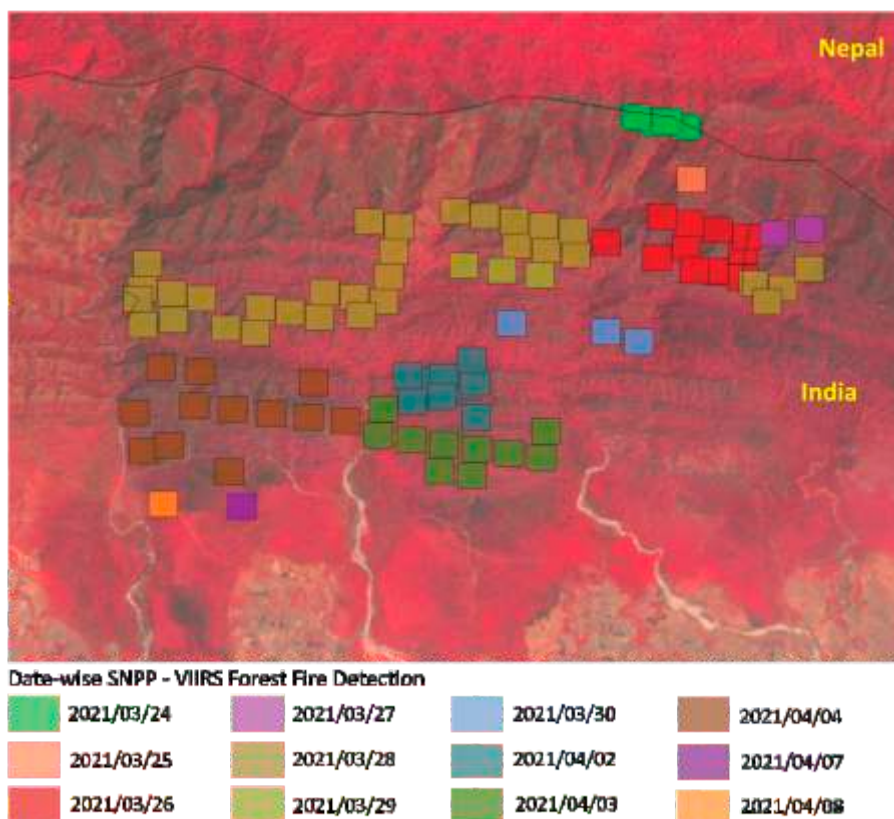 Nepal
India
Date-wise SNPP - VIIRS Forest Fire Detection
2021/03/24 2021/03/27 2021/03/30 2021/04/04
2021/03/25 2021/03/28 2021/04/02 2021/04/07
2021/03/26 2021/03/29 2021/04/03 2021/04/08